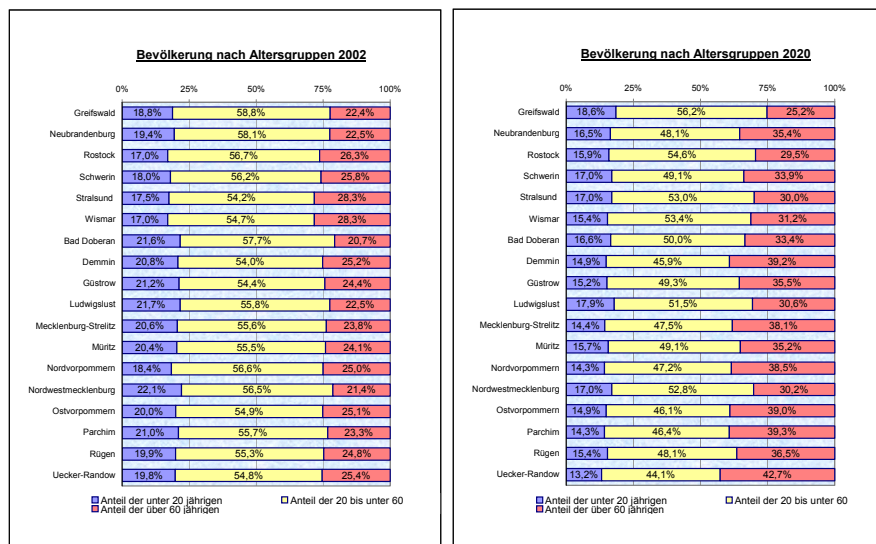 Bevölkerung nach Altersgruppen 2002
0% 25% 50% 75% 100%
Greifswald 18,8% 58,8% 22,4%
Neubrandenburg 19,4% 58,1% 22,5%
Rostock 17,0% 56,7% 26,3%
Schwerin 18,0% 56,2% 25,8%
Stralsund 17,5% 54,2% 28,3%
Wismar 17,0% 54,7% 28,3%
Bad Doberan 21,6% 57,7% 20,7%
Demmin 20,8% 54,0% 25,2%
Güstrow 21,2% 54,4% 24,4%
Ludwigslust 21,7% 55,8% 22,5%
Mecklenburg-Strelitz 20,6% 55,6% 23,8%
Müritz 20,4% 55,5% 24,1%
Nordvorpommern 18,4% 56,6% 25,0%
Nordwestmecklenburg 22,1% 56,5% 21,4%
Ostvorpommern 20,0% 54,9% 25,1%
Parchim 21,0% 55,7% 23,3%
Rügen 19,9% 55,3% 24,8%
Uecker-Randow 19,8% 54,8% 25,4%
Anteil der unter 20 jährigen Anteil der 20 bis unter 60
Anteil der über 60 jährigen
Bevölkerung nach Altersgruppen 2020
0% 25% 50% 75% 100%
Greifswald 18,6% 56,2% 25,2%
Neubrandenburg 16,5% 48,1% 35,4%
Rostock 15,9% 54,6% 29,5%
Schwerin 17,0% 49,1% 33,9%
Stralsund 17,0% 53,0% 30,0%
Wismar 15,4% 53,4% 31,2%
Bad Doberan 16,6% 50,0% 33,4%
Demmin 14,9% 45,9% 39,2%
Güstrow 15,2% 49,3% 35,5%
Ludwigslust 17,9% 51,5% 30,6%
Mecklenburg-Strelitz 14,4% 47,5% 38,1%
Müritz 15,7% 49,1% 35,2%
Nordvorpommern 14,3% 47,2% 38,5%
Nordwestmecklenburg 17,0% 52,8% 30,2%
Ostvorpommern 14,9% 46,1% 39,0%
Parchim 14,3% 46,4% 39,3%
Rügen 15,4% 48,1% 36,5%
Uecker-Randow 13,2% 44,1% 42,7%
Anteil der unter 20 jährigen Anteil der 20 bis unter 60
Anteil der über 60 jährigen